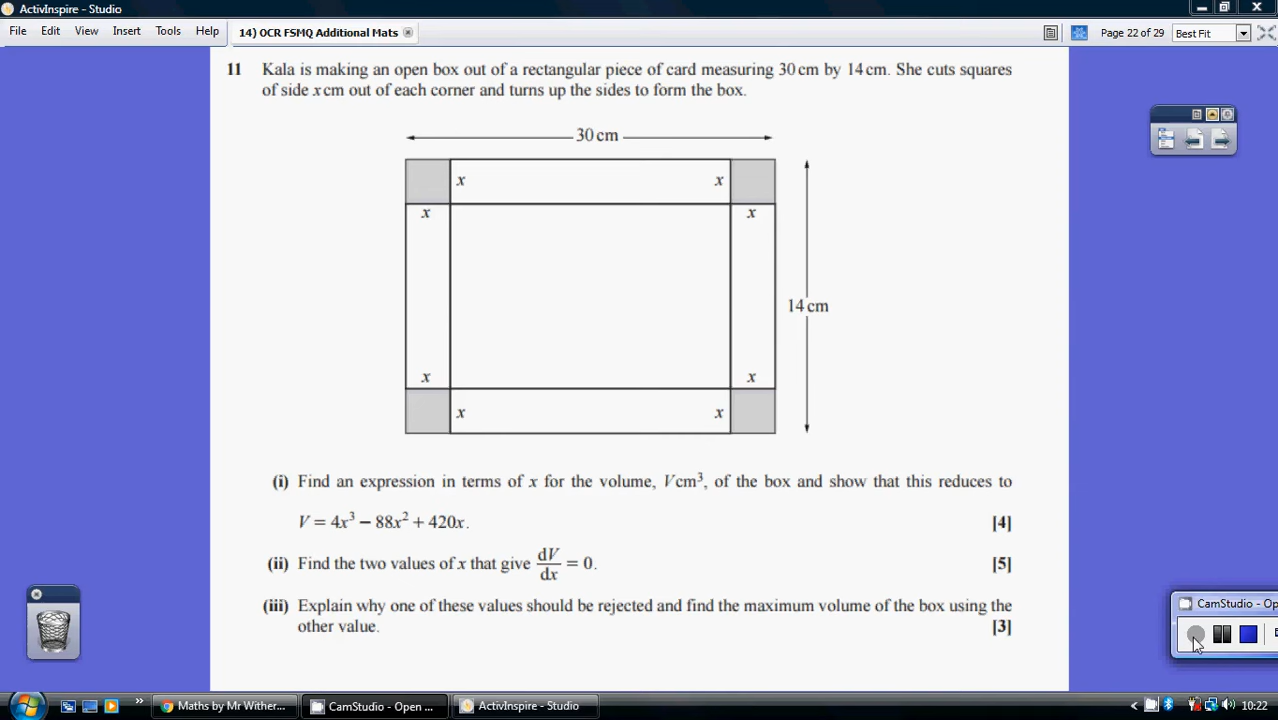 ActivInspire - Studio
File Edit View Insert Tools Help
14) OCR FSMQ Additional Mats
Page 22 of 29
Best Fit
11 Kala is making an open box out of a rectangular piece of card measuring 30 cm by 14 cm. She cuts squares
of side x cm out of each corner and turns up the sides to form the box.
30 cm
x x
x x
14 cm
x x
x x
(i) Find an expression in terms of x for the volume, V cm³, of the box and show that this reduces to
V = 4x³ − 88x² + 420x. [4]
(ii) Find the two values of x that give dV/dx = 0. [5]
(iii) Explain why one of these values should be rejected and find the maximum volume of the box using the
other value. [3]
CamStudio - Op
Maths by Mr Wither...
CamStudio - Open ...
ActivInspire - Studio
10:22